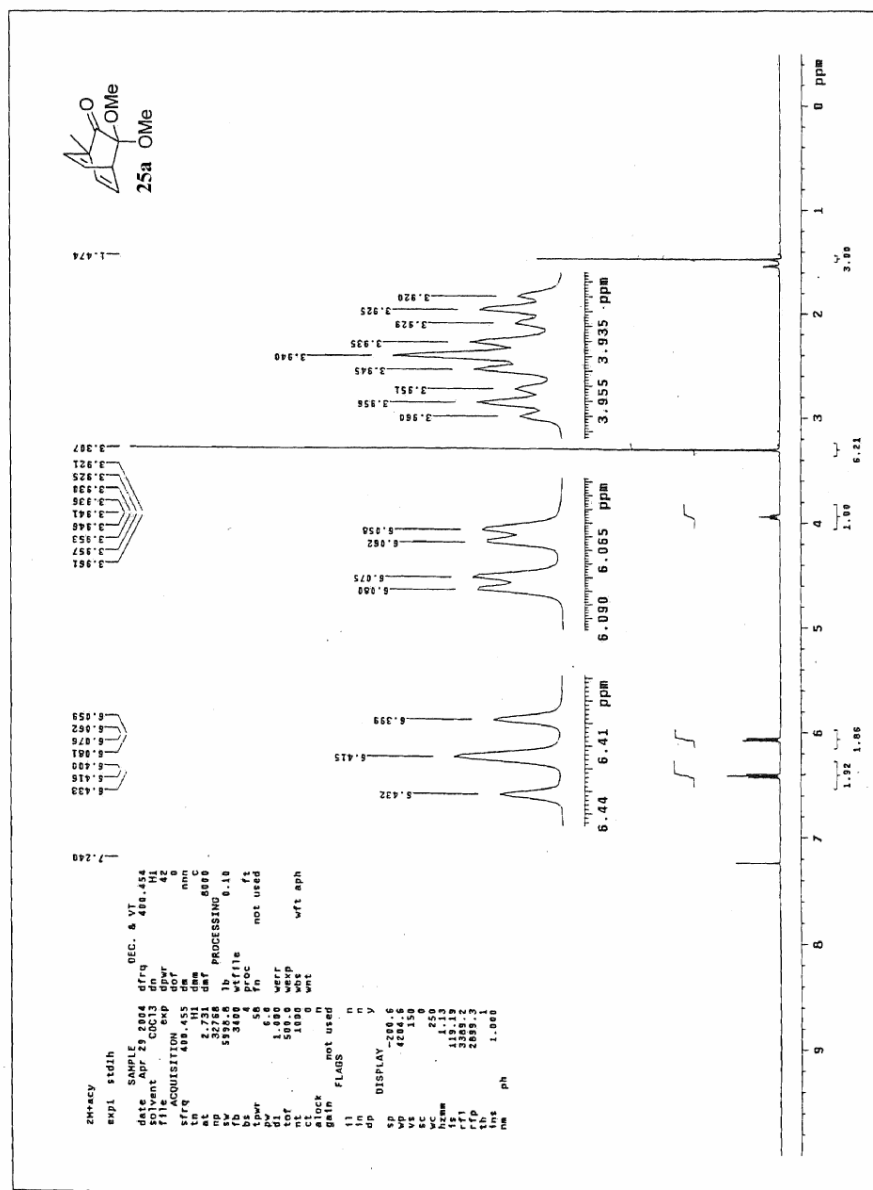 2M+acy
exp1 std1h
SAMPLE
date Apr 29 2004
solvent CDCl3
file exp
ACQUISITION
sfrq 400.455
tn H1
at 2.731
np 32768
sw 5998.8
fb 3400
bs 4
tpwr 58
pw 6.0
d1 1.000
tof 500.0
nt 1000
ct 0
alock n
gain not used
FLAGS
il n
in n
dp y
DISPLAY
sp -200.6
wp 4204.6
vs 150
sc 0
wc 250
hzmm 1.13
is 119.19
rfl 3389.2
rfp 2899.3
th 1
ins 1.000
nm ph
DEC. & VT
dfrq 400.454
dn H1
dpwr 42
dof 0
dm nnn
dmm c
dmf 8000
PROCESSING
lb 0.10
wtfile
proc ft
fn not used
werr
wexp
wbs
wnt wft aph
7.240
6.433
6.416
6.400
6.081
6.076
6.062
6.059
3.961
3.957
3.953
3.946
3.941
3.936
3.930
3.925
3.921
3.307
1.474
O
OMe
OMe
25a
6.432
6.415
6.399
6.44 6.41 ppm
6.080
6.075
6.062
6.058
6.090 6.065 ppm
3.960
3.956
3.951
3.945
3.940
3.935
3.929
3.925
3.920
3.955 3.935 ppm
9 8 7 6 5 4 3 2 1 0 ppm
1.92
1.86
1.00
6.21
3.00